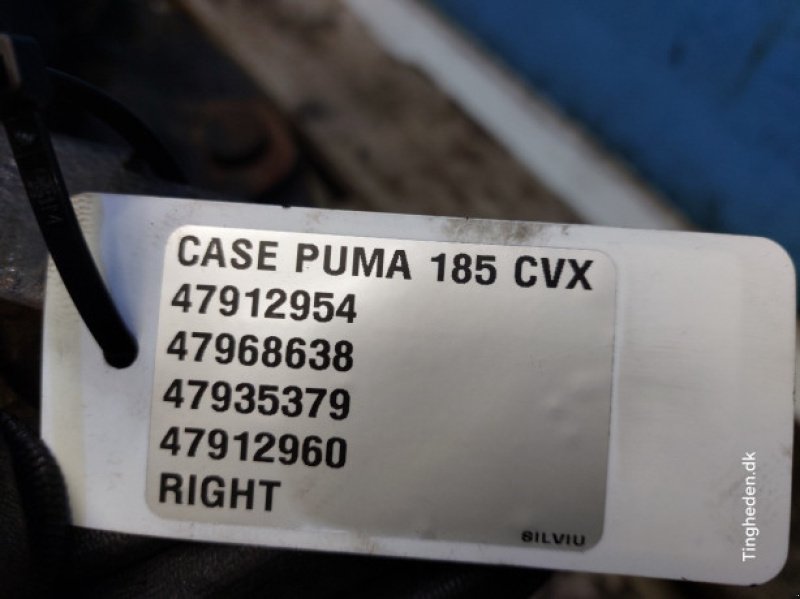 CASE PUMA 185 CVX
47912954
47968638
47935379
47912960
RIGHT
SILVIU
Tingheden.dk